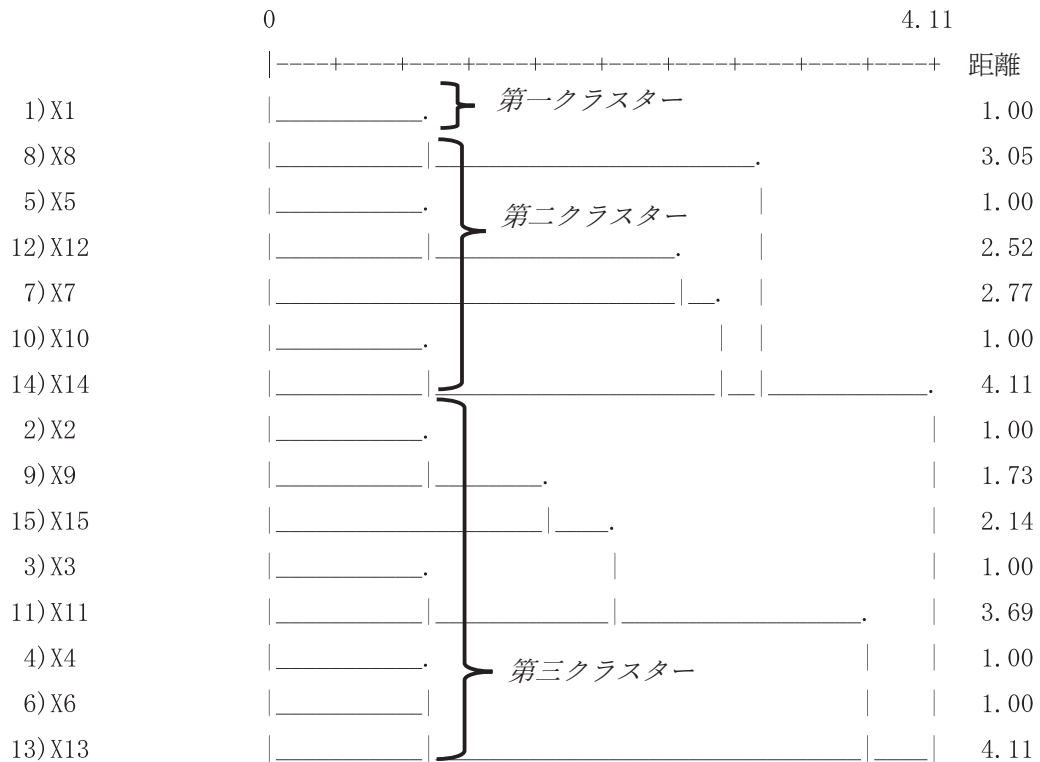 0 4.11
距離
1)X1 第一クラスター 1.00
8)X8 3.05
5)X5 第二クラスター 1.00
12)X12 2.52
7)X7 2.77
10)X10 1.00
14)X14 4.11
2)X2 1.00
9)X9 1.73
15)X15 2.14
3)X3 1.00
11)X11 3.69
4)X4 第三クラスター 1.00
6)X6 1.00
13)X13 4.11